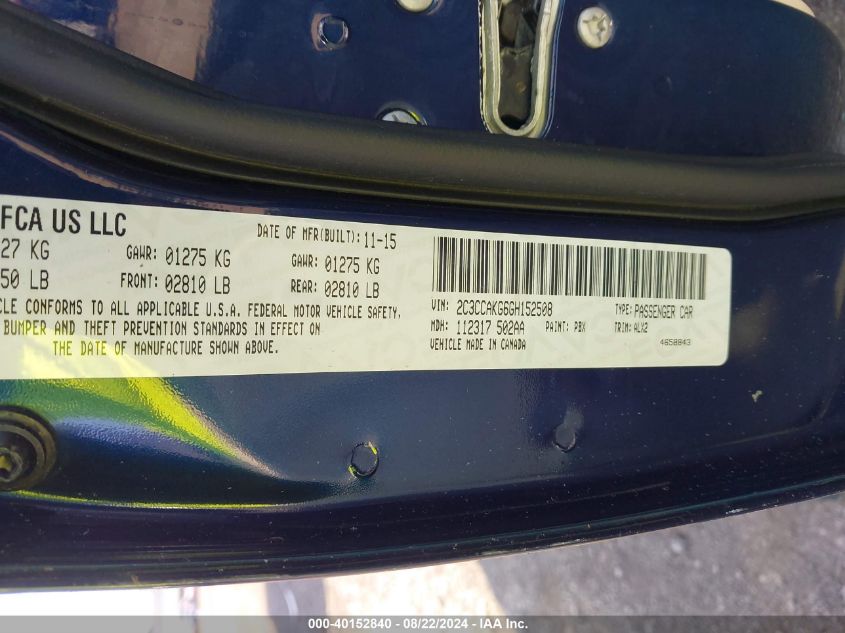 FCA US LLC
DATE OF MFR(BUILT): 11-15
27 KG GAWR: 01275 KG GAWR: 01275 KG
50 LB FRONT: 02810 LB REAR: 02810 LB
CLE CONFORMS TO ALL APPLICABLE U.S.A. FEDERAL MOTOR VEHICLE SAFETY.
BUMPER AND THEFT PREVENTION STANDARDS IN EFFECT ON
THE DATE OF MANUFACTURE SHOWN ABOVE.
VIN: 2C3CCAKG6GH152508 TYPE: PASSENGER CAR
MDH: 112317 502AA PAINT: PBX TRIM: ALX2
VEHICLE MADE IN CANADA 4658843
000-40152840 - 08/22/2024 - IAA Inc.